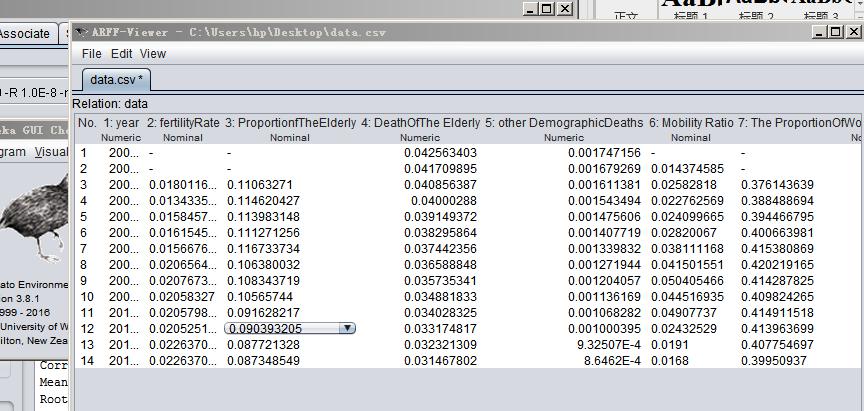 正文 标题 1 标题 2 标题 3
Associate
ARFF-Viewer - C:\Users\hp\Desktop\data.csv
File Edit View
data.csv *
-R 1.0E-8 -n
Relation: data
No. 1: year 2: fertilityRate 3: ProportionfTheElderly 4: DeathOfThe Elderly 5: other DemographicDeaths 6: Mobility Ratio 7: The ProportionOfWo
Numeric Nominal Nominal Numeric Numeric Nominal No
1 200... - - 0.042563403 0.001747156 - -
2 200... - - 0.041709895 0.001679269 0.014374585 -
3 200... 0.0180116... 0.11063271 0.040856387 0.001611381 0.02582818 0.376143639
4 200... 0.0134335... 0.114620427 0.04000288 0.001543494 0.022762569 0.388488694
5 200... 0.0158457... 0.113983148 0.039149372 0.001475606 0.024099665 0.394466795
6 200... 0.0161545... 0.111271256 0.038295864 0.001407719 0.02820067 0.400663981
7 200... 0.0156676... 0.116733734 0.037442356 0.001339832 0.038111168 0.415380869
8 200... 0.0206564... 0.106380032 0.036588848 0.001271944 0.041501551 0.420219165
9 200... 0.0207673... 0.108343719 0.035735341 0.001204057 0.050405466 0.414287825
10 200... 0.02058327 0.10565744 0.034881833 0.001136169 0.044516935 0.409824265
11 201... 0.0205798... 0.091628217 0.034028325 0.001068282 0.04907737 0.414911518
12 201... 0.0205251... 0.090393205 0.033174817 0.001000395 0.02432529 0.413963699
13 201... 0.0226370... 0.087721328 0.032321309 9.32507E-4 0.0191 0.407754697
14 201... 0.0226370... 0.087348549 0.031467802 8.6462E-4 0.0168 0.39950937
eka GUI Cho
gram Visual
ato Environme
on 3.8.1
999 - 2016
University of W
ilton, New Zea
Corr
Mean
Root